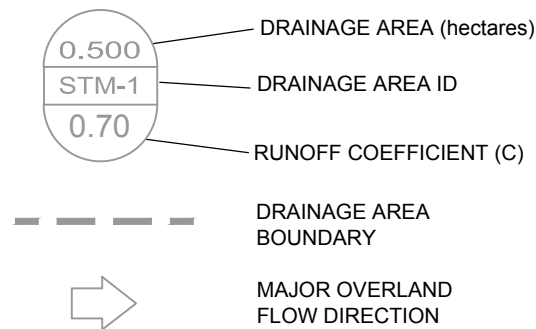 0.500
DRAINAGE AREA (hectares)
STM-1
DRAINAGE AREA ID
0.70
RUNOFF COEFFICIENT (C)
DRAINAGE AREA
BOUNDARY
MAJOR OVERLAND
FLOW DIRECTION